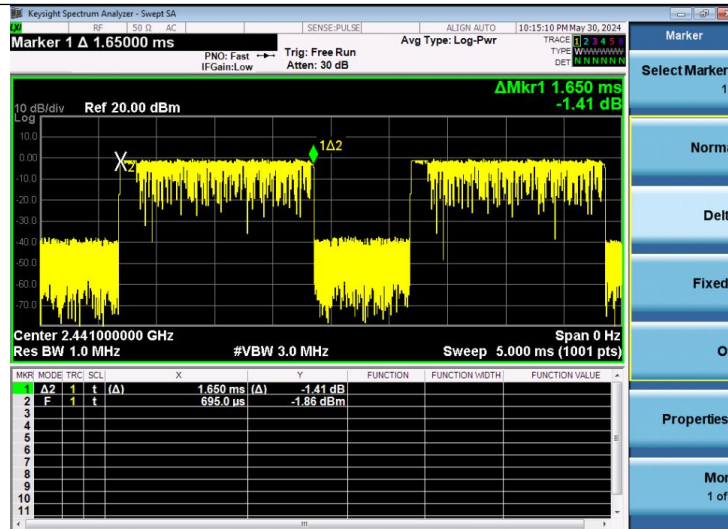 Keysight Spectrum Analyzer - Swept SA
LXI RF 50 Ω AC SENSE:PULSE ALIGN AUTO 10:15:10 PM May 30, 2024
Marker 1 Δ 1.65000 ms
PNO: Fast
IFGain:Low
Trig: Free Run
Atten: 30 dB
Avg Type: Log-Pwr
TRACE 1 2 3 4 5 6
TYPE WWWWWW
DET N N N N N N
ΔMkr1 1.650 ms
-1.41 dB
10 dB/div Ref 20.00 dBm
Log
10.0
0.00
-10.0
-20.0
-30.0
-40.0
-50.0
-60.0
-70.0
X2
1Δ2
Center 2.441000000 GHz Span 0 Hz
Res BW 1.0 MHz #VBW 3.0 MHz Sweep 5.000 ms (1001 pts)
MKR MODE TRC SCL X Y FUNCTION FUNCTION WIDTH FUNCTION VALUE
1 Δ2 1 t (Δ) 1.650 ms (Δ) -1.41 dB
2 F 1 t 695.0 µs -1.86 dBm
3
4
5
6
7
8
9
10
11
Marker
Select Marker
1
Norma
Delt
Fixed
O
Properties
Mor
1 of